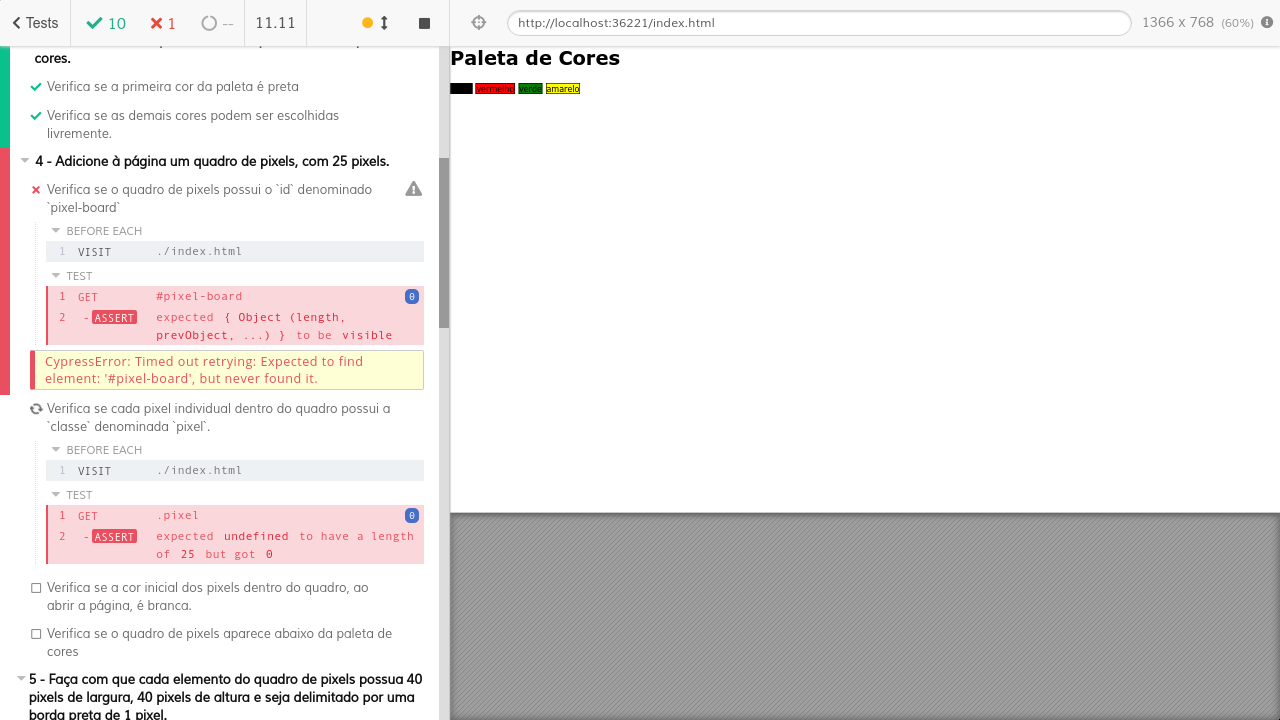 Tests
10
1
--
11.11
http://localhost:36221/index.html
1366 x 768 (60%)
cores.
Verifica se a primeira cor da paleta é preta
Verifica se as demais cores podem ser escolhidas
livremente.
4 - Adicione à página um quadro de pixels, com 25 pixels.
Verifica se o quadro de pixels possui o `id` denominado
`pixel-board`
BEFORE EACH
1 VISIT ./index.html
TEST
1 GET #pixel-board 0
2 - ASSERT expected { Object (length,
prevObject, ...) } to be visible
CypressError: Timed out retrying: Expected to find
element: '#pixel-board', but never found it.
Verifica se cada pixel individual dentro do quadro possui a
`classe` denominada `pixel`.
BEFORE EACH
1 VISIT ./index.html
TEST
1 GET .pixel 0
2 - ASSERT expected undefined to have a length
of 25 but got 0
Verifica se a cor inicial dos pixels dentro do quadro, ao
abrir a página, é branca.
Verifica se o quadro de pixels aparece abaixo da paleta de
cores
5 - Faça com que cada elemento do quadro de pixels possua 40
pixels de largura, 40 pixels de altura e seja delimitado por uma
borda preta de 1 pixel.
Paleta de Cores
vermelho verde amarelo